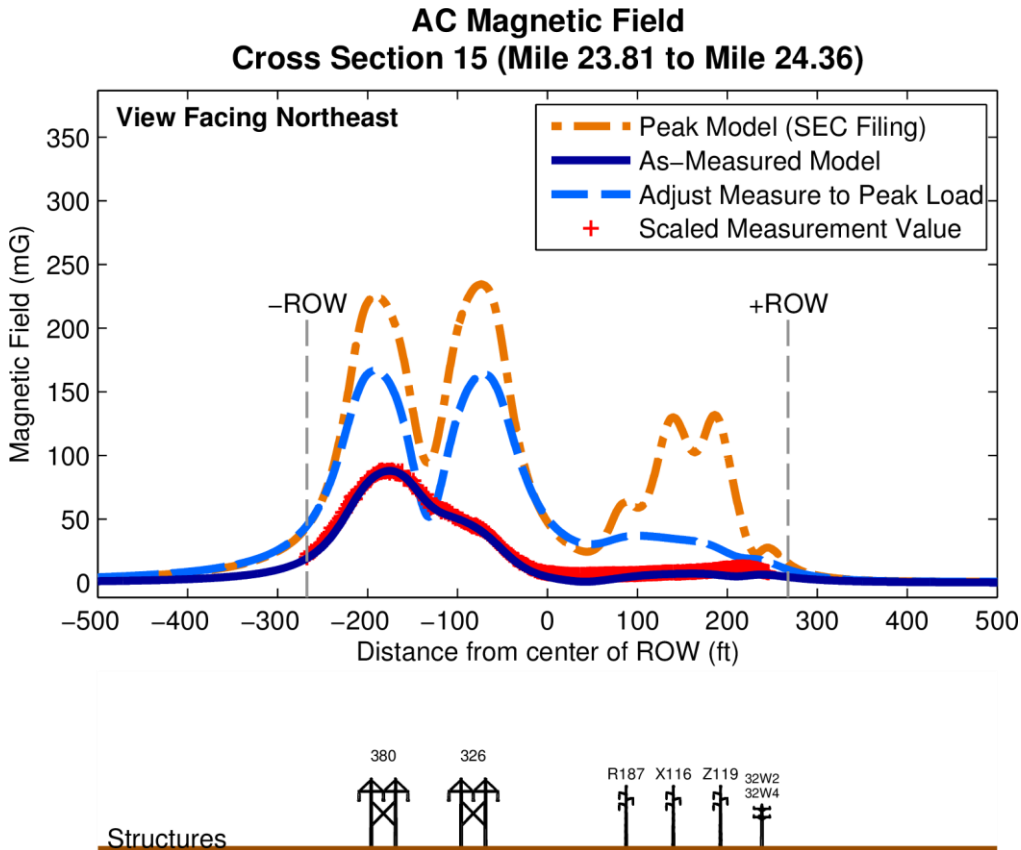 AC Magnetic Field
Cross Section 15 (Mile 23.81 to Mile 24.36)
View Facing Northeast
Peak Model (SEC Filing)
As−Measured Model
Adjust Measure to Peak Load
Scaled Measurement Value
−ROW
+ROW
Magnetic Field (mG)
350
300
250
200
150
100
50
0
−500 −400 −300 −200 −100 0 100 200 300 400 500
Distance from center of ROW (ft)
380 326 R187 X116 Z119 32W2
32W4
Structures